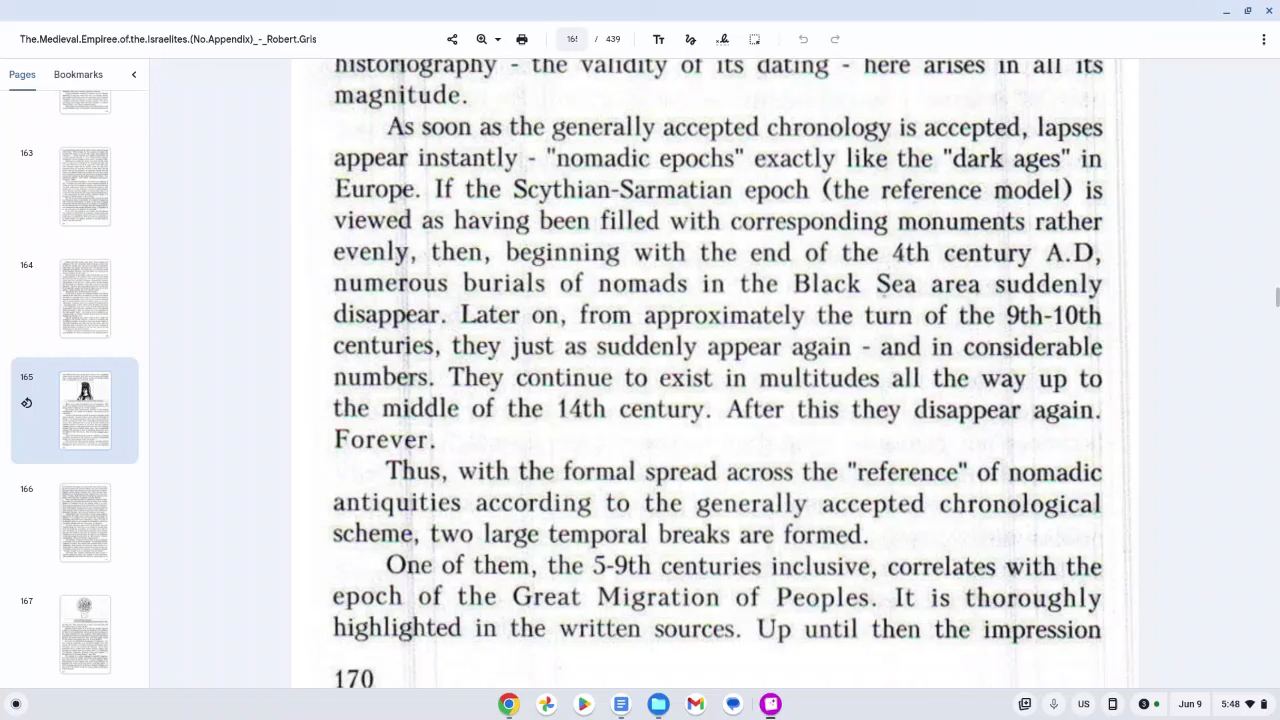 The.Medieval.Empiree.of.the.Israelites.(No.Appendix)_-_Robert.Gris
16! / 439
Pages
Bookmarks
163
164
165
166
167
historiography - the validity of its dating - here arises in all its
magnitude.
As soon as the generally accepted chronology is accepted, lapses
appear instantly - "nomadic epochs" exactly like the "dark ages" in
Europe. If the Scythian-Sarmatian epoch (the reference model) is
viewed as having been filled with corresponding monuments rather
evenly, then, beginning with the end of the 4th century A.D,
numerous burials of nomads in the Black Sea area suddenly
disappear. Later on, from approximately the turn of the 9th-10th
centuries, they just as suddenly appear again - and in considerable
numbers. They continue to exist in multitudes all the way up to
the middle of the 14th century. After this they disappear again.
Forever.
Thus, with the formal spread across the "reference" of nomadic
antiquities according to the generally accepted chronological
scheme, two large temporal breaks are formed.
One of them, the 5-9th centuries inclusive, correlates with the
epoch of the Great Migration of Peoples. It is thoroughly
highlighted in the written sources. Up until then the impression
170
US
3
Jun 9
5:48